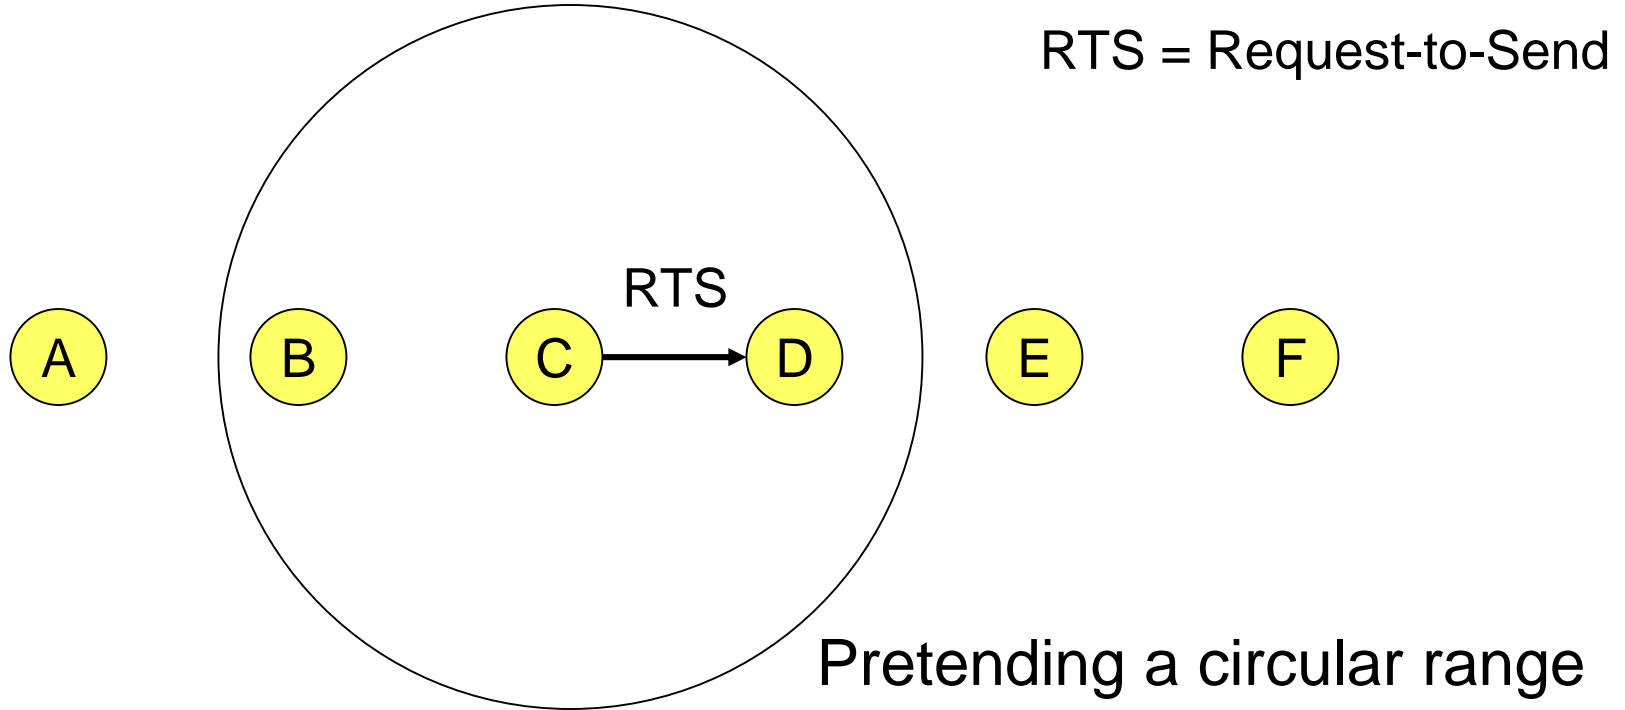 RTS = Request-to-Send
RTS
A B C D E F
Pretending a circular range